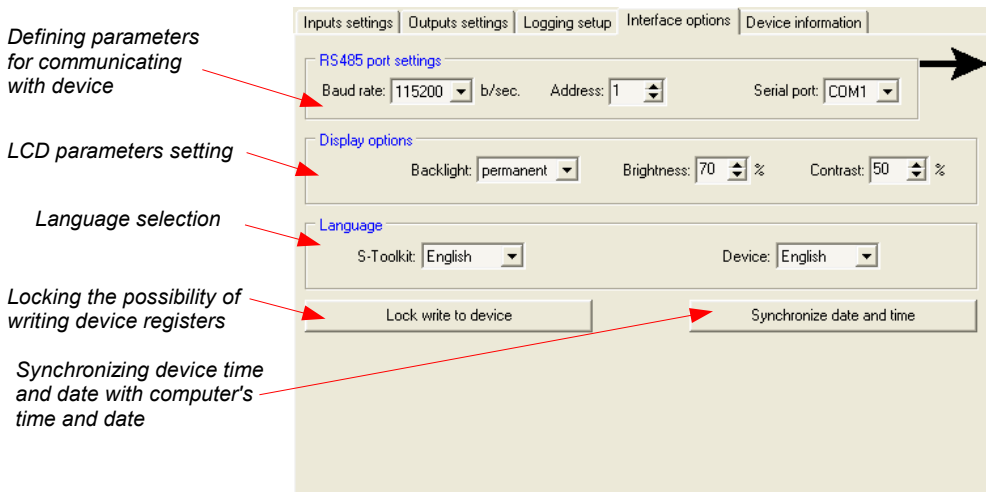 Inputs settings Outputs settings Logging setup Interface options Device information
Defining parameters
for communicating
with device
RS485 port settings
Baud rate: 115200 b/sec. Address: 1 Serial port: COM1
LCD parameters setting
Display options
Backlight: permanent Brightness: 70 % Contrast: 50 %
Language selection
Language
S-Toolkit: English Device: English
Locking the possibility of
writing device registers
Lock write to device Synchronize date and time
Synchronizing device time
and date with computer's
time and date